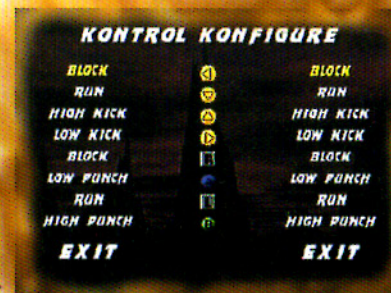 KONTROL KONFIGURE
BLOCK BLOCK
RUN RUN
HIGH KICK HIGH KICK
LOW KICK LOW KICK
BLOCK R BLOCK
LOW PUNCH LOW PUNCH
RUN RUN
HIGH PUNCH B HIGH PUNCH
EXIT EXIT